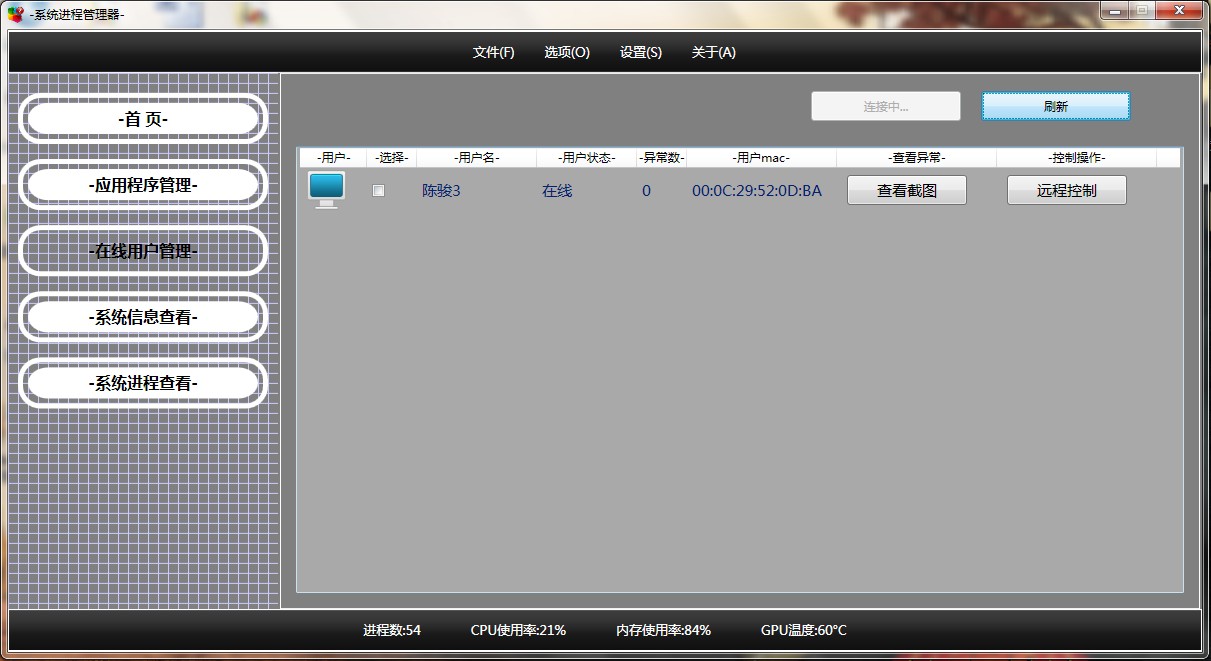 -系统进程管理器-
文件(F) 选项(O) 设置(S) 关于(A)
-首 页-
-应用程序管理-
-在线用户管理-
-系统信息查看-
-系统进程查看-
连接中... 刷新
-用户- -选择- -用户名- -用户状态- -异常数- -用户mac- -查看异常- -控制操作-
陈骏3 在线 0 00:0C:29:52:0D:BA 查看截图 远程控制
进程数:54 CPU使用率:21% 内存使用率:84% GPU温度:60°C